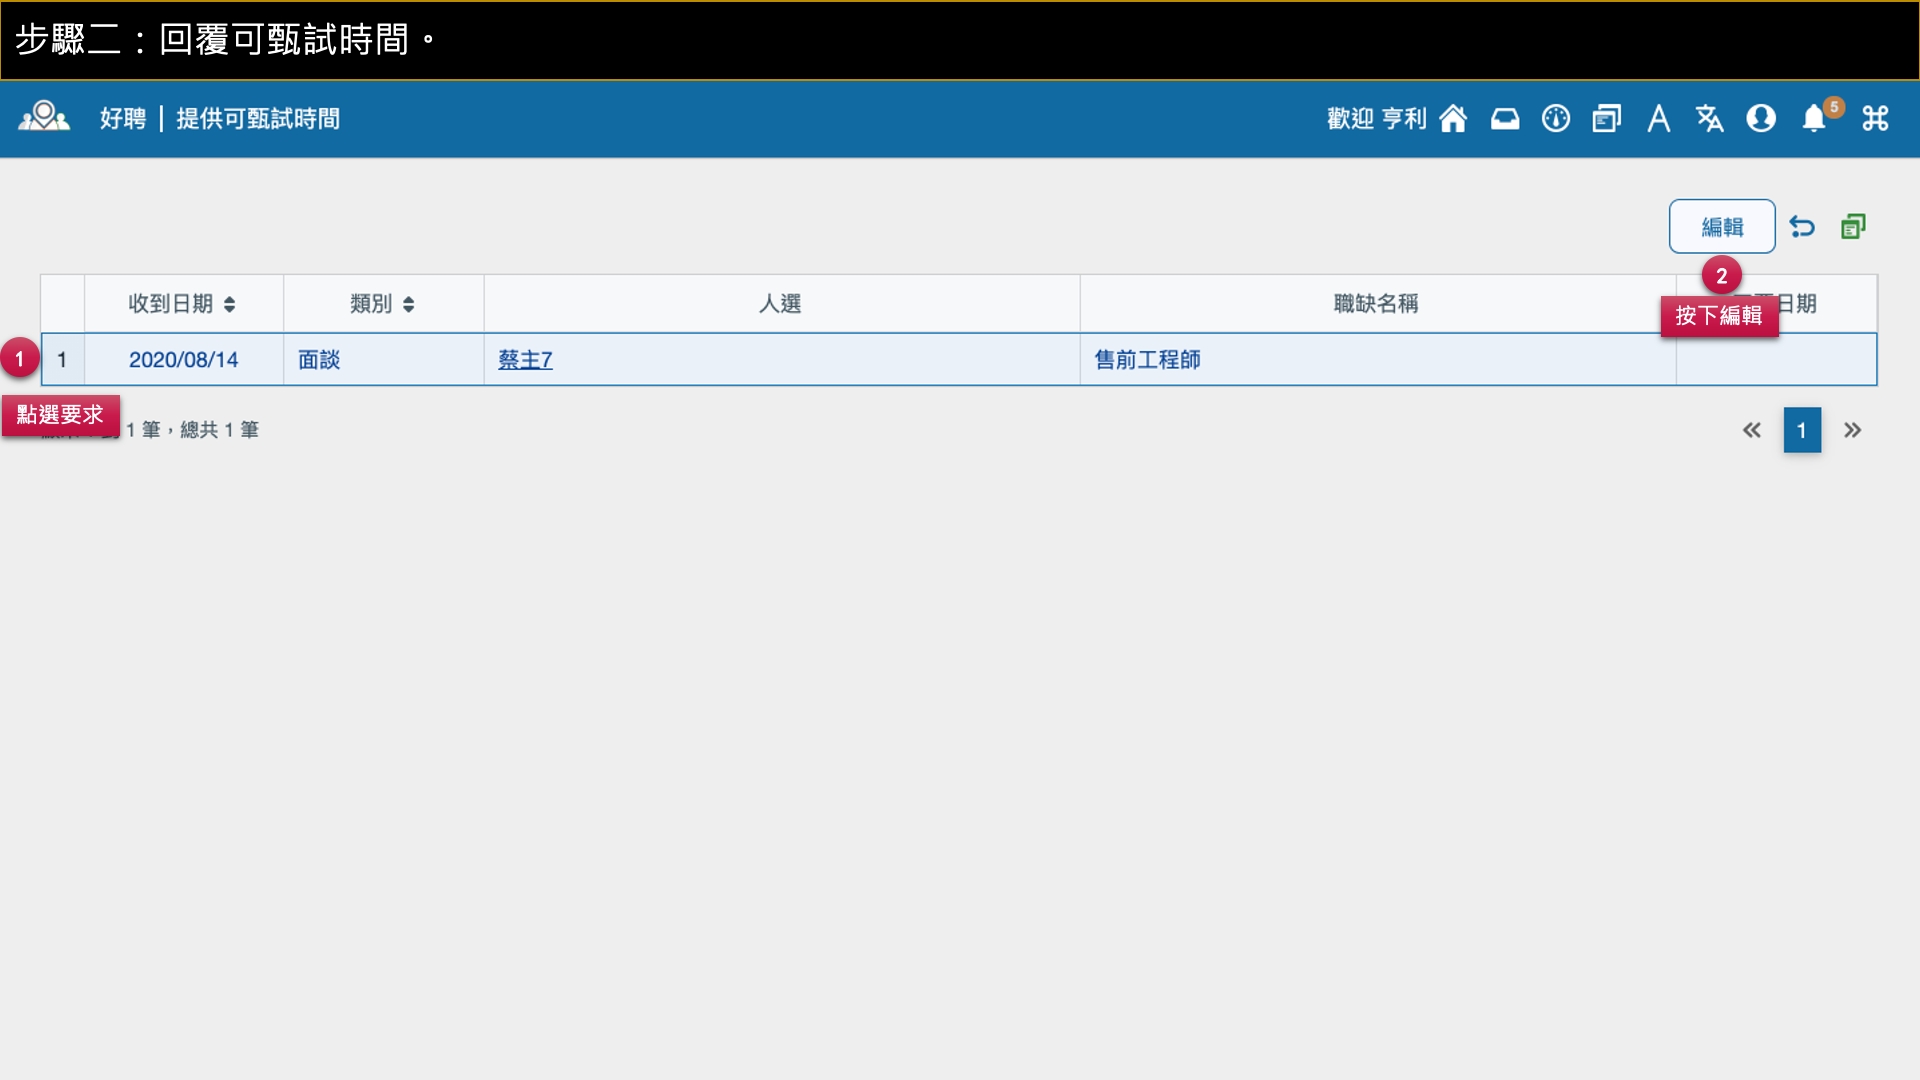 步驟二：回覆可甄試時間。
好聘 | 提供可甄試時間
歡迎 亨利
5
編輯
2
按下編輯
收到日期 類別 人選 職缺名稱 日期
1
1 2020/08/14 面談 蔡主7 售前工程師
點選要求
1 筆，總共 1 筆
« 1 »